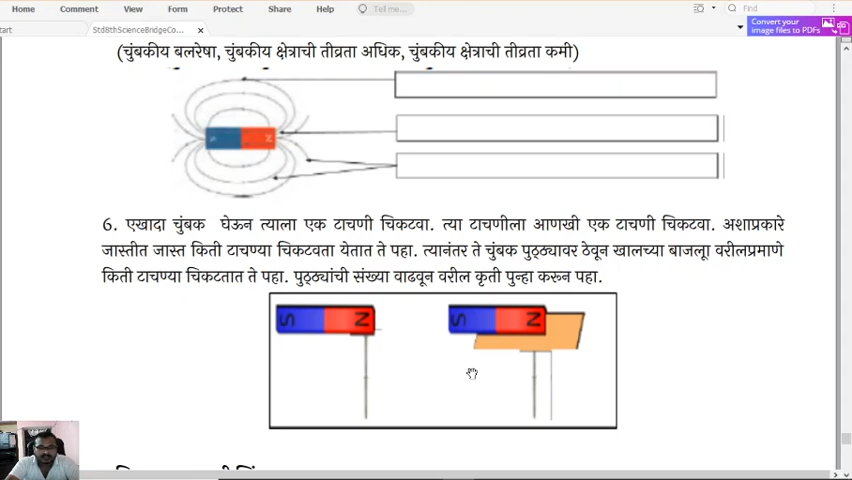 Home Comment View Form Protect Share Help Tell me... Find
tart Std8thScienceBridgeCo... × Convert your image files to PDFs
(चुंबकीय बलरेषा, चुंबकीय क्षेत्राची तीव्रता अधिक, चुंबकीय क्षेत्राची तीव्रता कमी)
S N
6. एखादा चुंबक घेऊन त्याला एक टाचणी चिकटवा. त्या टाचणीला आणखी एक टाचणी चिकटवा. अशाप्रकारे
जास्तीत जास्त किती टाचण्या चिकटवता येतात ते पहा. त्यानंतर ते चुंबक पुठ्ठ्यावर ठेवून खालच्या बाजूला वरीलप्रमाणे
किती टाचण्या चिकटतात ते पहा. पुठ्ठ्यांची संख्या वाढवून वरील कृती पुन्हा करून पहा.
S N S N